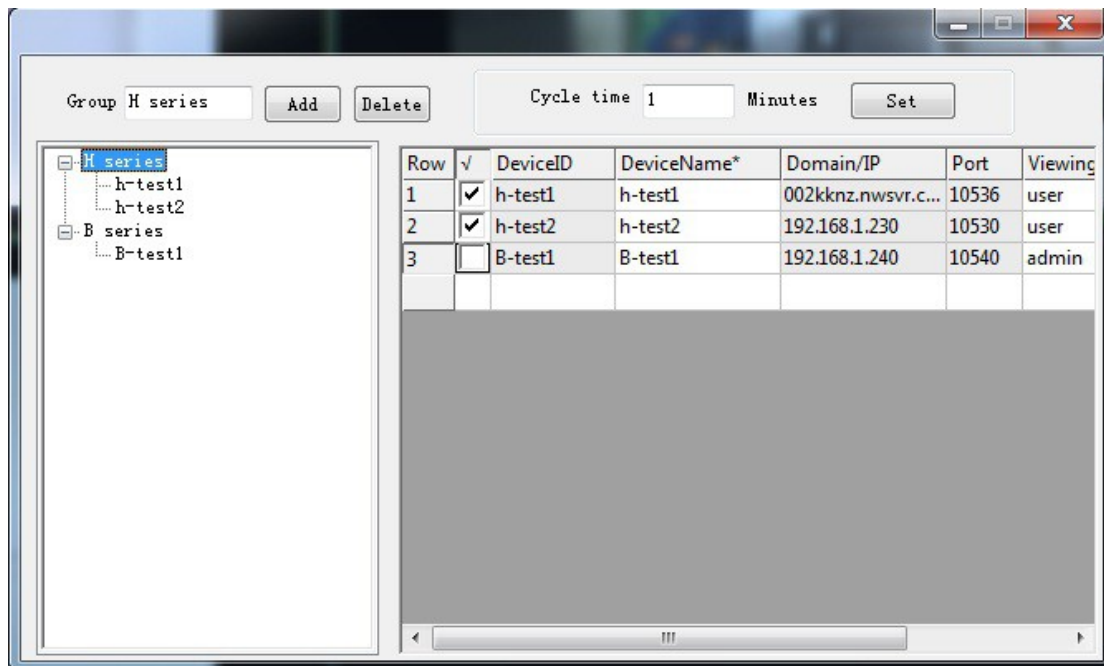 Group H series Add Delete Cycle time 1 Minutes Set
H series
h-test1
h-test2
B series
B-test1
Row √ DeviceID DeviceName* Domain/IP Port Viewing
1 h-test1 h-test1 002kknz.nwsvr.c... 10536 user
2 h-test2 h-test2 192.168.1.230 10530 user
3 B-test1 B-test1 192.168.1.240 10540 admin